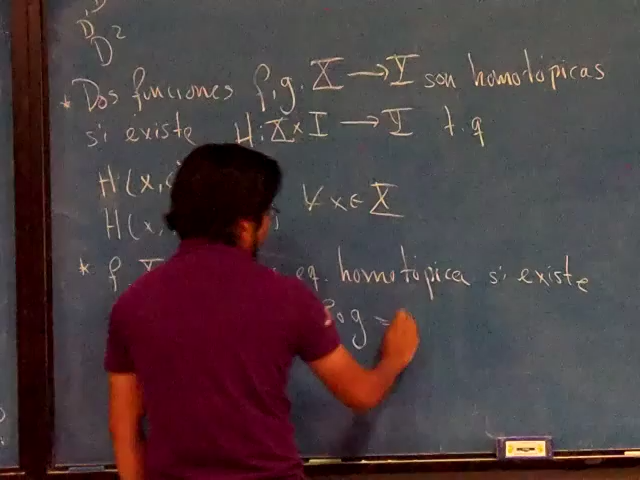 D
D²
* Dos funciones f, g. X → Y son homotópicas
si existe H: X × I → Y t.q
H(x,
H(x, ∀ x ∈ X
* f eq. homotópica si existe
f∘g =